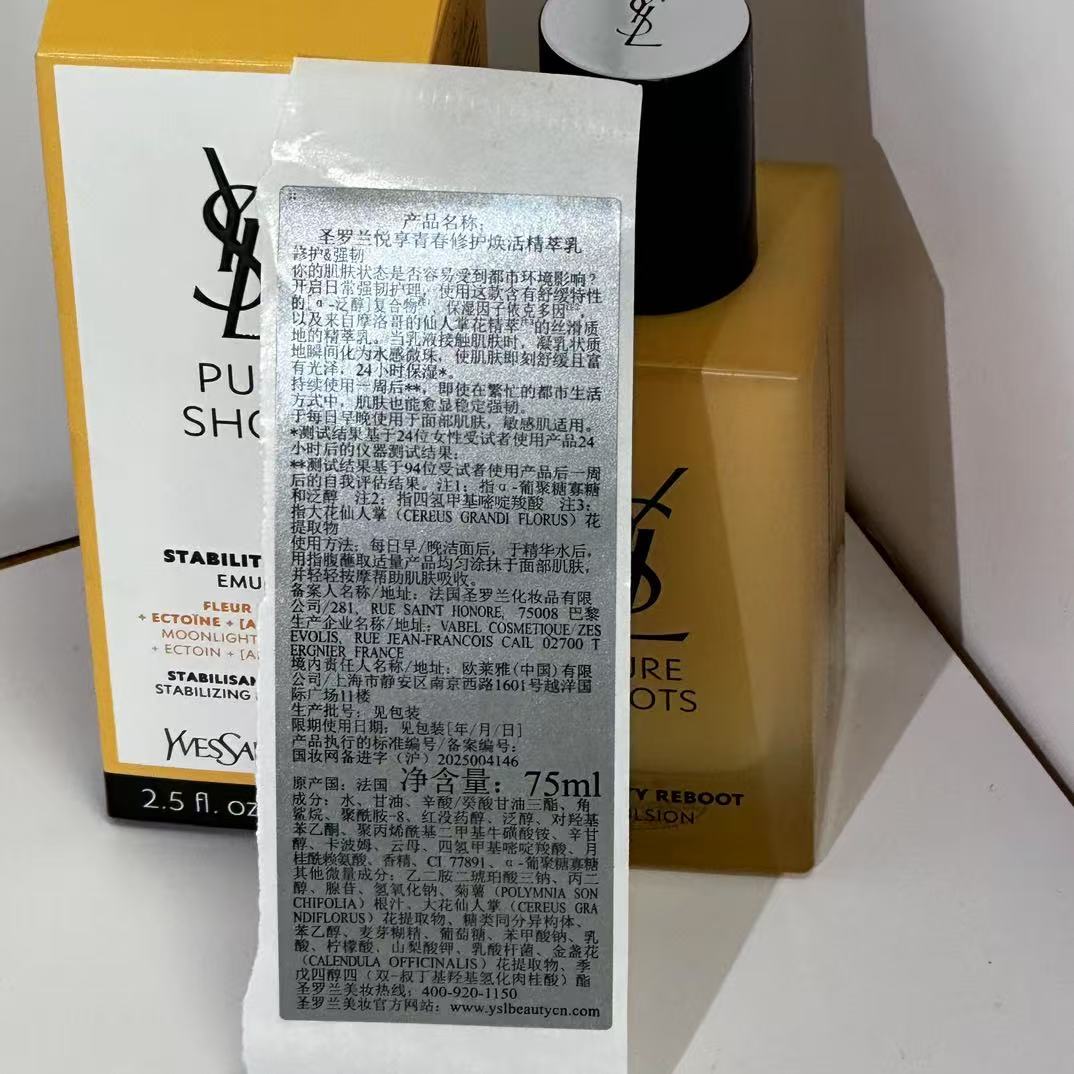 YSL
PU
SHO
STABILIT
EMU
FLEUR
+ ECTOÏNE + [A
MOONLIGHT
+ ECTOIN + [A
STABILISAN
STABILIZING
YVESSA
2.5 fl. oz
产品名称:
圣罗兰悦享青春修护焕活精萃乳
修护&强韧
你的肌肤状态是否容易受到都市环境影响?
开启日常强韧护理,使用这款含有舒缓特性
的[α-泛醇]复合物,保湿因子依克多因,
以及来自摩洛哥的仙人掌花精萃的丝滑质
地的精萃乳。当乳液接触肌肤时,凝乳状质
地瞬间化为水感微珠,使肌肤即刻舒缓且富
有光泽,24小时保湿*。
持续使用一周后**,即使在繁忙的都市生活
方式中,肌肤也能愈显稳定强韧。
于每日早晚使用于面部肌肤,敏感肌适用。
*测试结果基于24位女性受试者使用产品24
小时后的仪器测试结果;
**测试结果基于94位受试者使用产品后一周
后的自我评估结果。注1:指α-葡聚糖寡糖
和泛醇 注2:指四氢甲基嘧啶羧酸 注3:
指大花仙人掌(CEREUS GRANDI FLORUS)花
提取物
使用方法:每日早/晚洁面后,于精华水后,
用指腹蘸取适量产品均匀涂抹于面部肌肤,
并轻轻按摩帮助肌肤吸收。
备案人名称/地址:法国圣罗兰化妆品有限
公司/281, RUE SAINT HONORE, 75008 巴黎
生产企业名称/地址:VABEL COSMETIQUE/ZES
EVOLIS, RUE JEAN-FRANCOIS CAIL 02700 T
ERGNIER FRANCE
境内责任人名称/地址:欧莱雅(中国)有限
公司/上海市静安区南京西路1601号越洋国
际广场11楼
生产批号:见包装
限期使用日期:见包装[年/月/日]
产品执行的标准编号/备案编号:
国妆网备进字(沪)2025004146
原产国:法国 净含量:75ml
成分:水、甘油、辛酸/癸酸甘油三酯、角
鲨烷、聚酰胺-8、红没药醇、泛醇、对羟基
苯乙酮、聚丙烯酰基二甲基牛磺酸铵、辛甘
醇、卡波姆、云母、四氢甲基嘧啶羧酸、月
桂酰赖氨酸、香精、CI 77891、α-葡聚糖寡糖
其他微量成分:乙二胺二琥珀酸三钠、丙二
醇、腺苷、氢氧化钠、菊薯(POLYMNIA SON
CHIFOLIA)根汁、大花仙人掌(CEREUS GRA
NDIFLORUS)花提取物、糖类同分异构体、
苯乙醇、麦芽糊精、葡萄糖、苯甲酸钠、乳
酸、柠檬酸、山梨酸钾、乳酸杆菌、金盏花
(CALENDULA OFFICINALIS)花提取物、季
戊四醇四(双-叔丁基羟基氢化肉桂酸)酯
圣罗兰美妆热线:400-920-1150
圣罗兰美妆官方网站:www.yslbeautycn.com
YSL
YSL
URE
OTS
TY REBOOT
ULSION